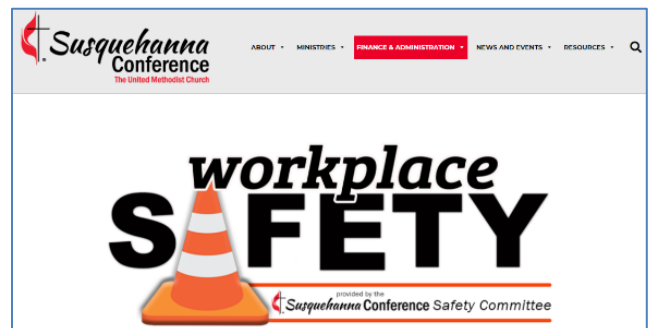 Susquehanna
Conference
The United Methodist Church
ABOUT MINISTRIES FINANCE & ADMINISTRATION NEWS AND EVENTS RESOURCES
workplace
SAFETY
provided by the
Susquehanna Conference Safety Committee